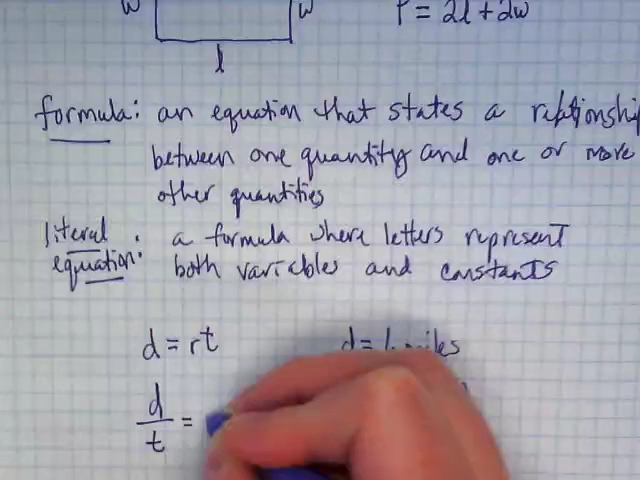 w w P = 2l + 2w
l
formula: an equation that states a relationshi
between one quantity and one or more
other quantities
literal equation: a formula where letters represent
both variables and constants
d = rt d = miles
d/t =